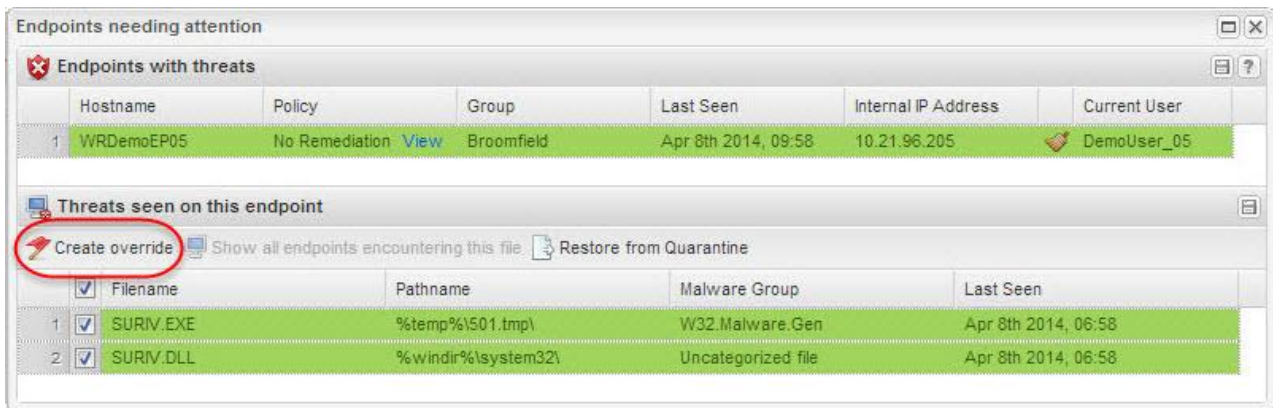 Endpoints needing attention
Endpoints with threats
?
Hostname Policy Group Last Seen Internal IP Address Current User
1 WRDemoEP05 No Remediation View Broomfield Apr 8th 2014, 09:58 10.21.96.205 DemoUser_05
Threats seen on this endpoint
Create override Show all endpoints encountering this file Restore from Quarantine
Filename Pathname Malware Group Last Seen
1 SURIV.EXE %temp%\501.tmp\ W32.Malware.Gen Apr 8th 2014, 06:58
2 SURIV.DLL %windir%\system32\ Uncategorized file Apr 8th 2014, 06:58